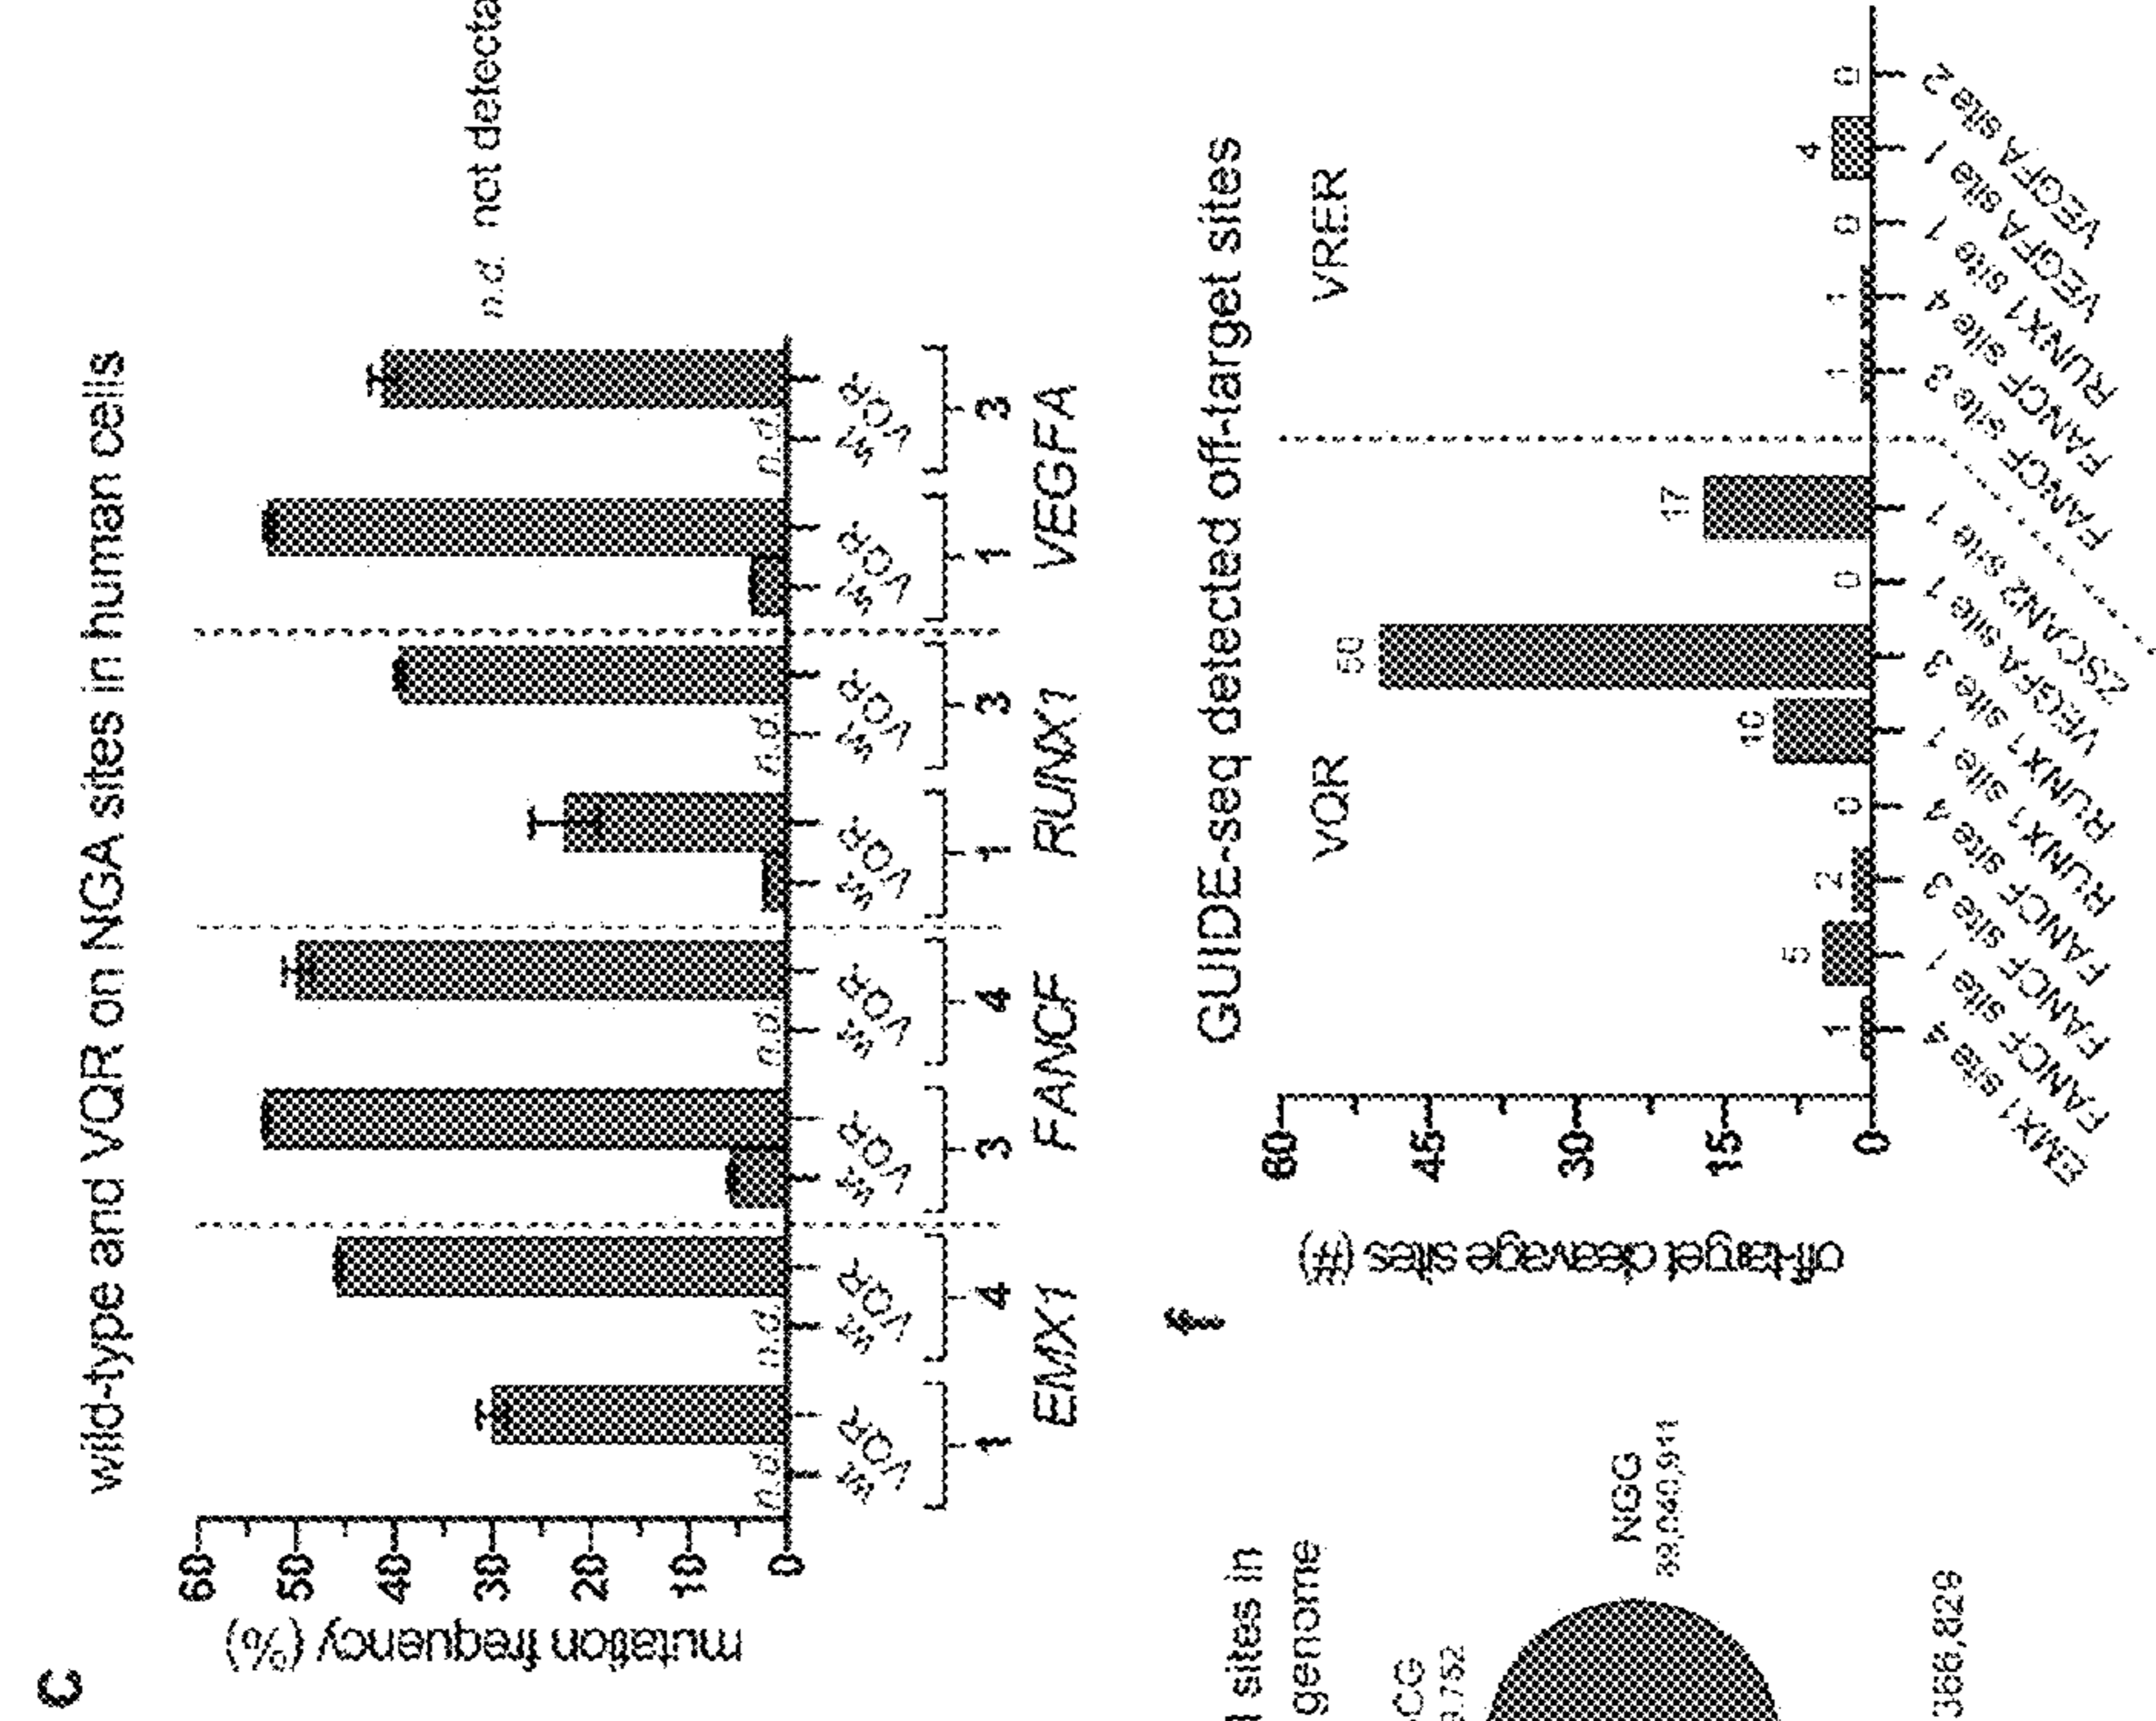 c
wild-type and VQR on NGA sites in human cells
mutation frequency (%)
60
50
40
30
20
10
0
n.d. n.d. n.d. n.d. n.d.
wt VQR wt VQR wt VQR wt VQR wt VQR wt VQR wt VQR wt VQR
1 4 3 4 1 3 1 3
EMX1 FANCF RUNX1 VEGFA
n.d. not detecta
sites in
genome
CG
NGG
f
GUIDE-seq detected off-target sites
VQR VRER
off-target cleavage sites (#)
60
45
30
15
0
1 5 2 0 10 50 0 17 1 1 0 4 0
EMX1 site 4
FANCF site 1
FANCF site 3
FANCF site 4
RUNX1 site 1
RUNX1 site 3
VEGFA site 1
ZSCAN2 site 1
FANCF site 3
FANCF site 4
RUNX1 site 1
VEGFA site 1
VEGFA site 2